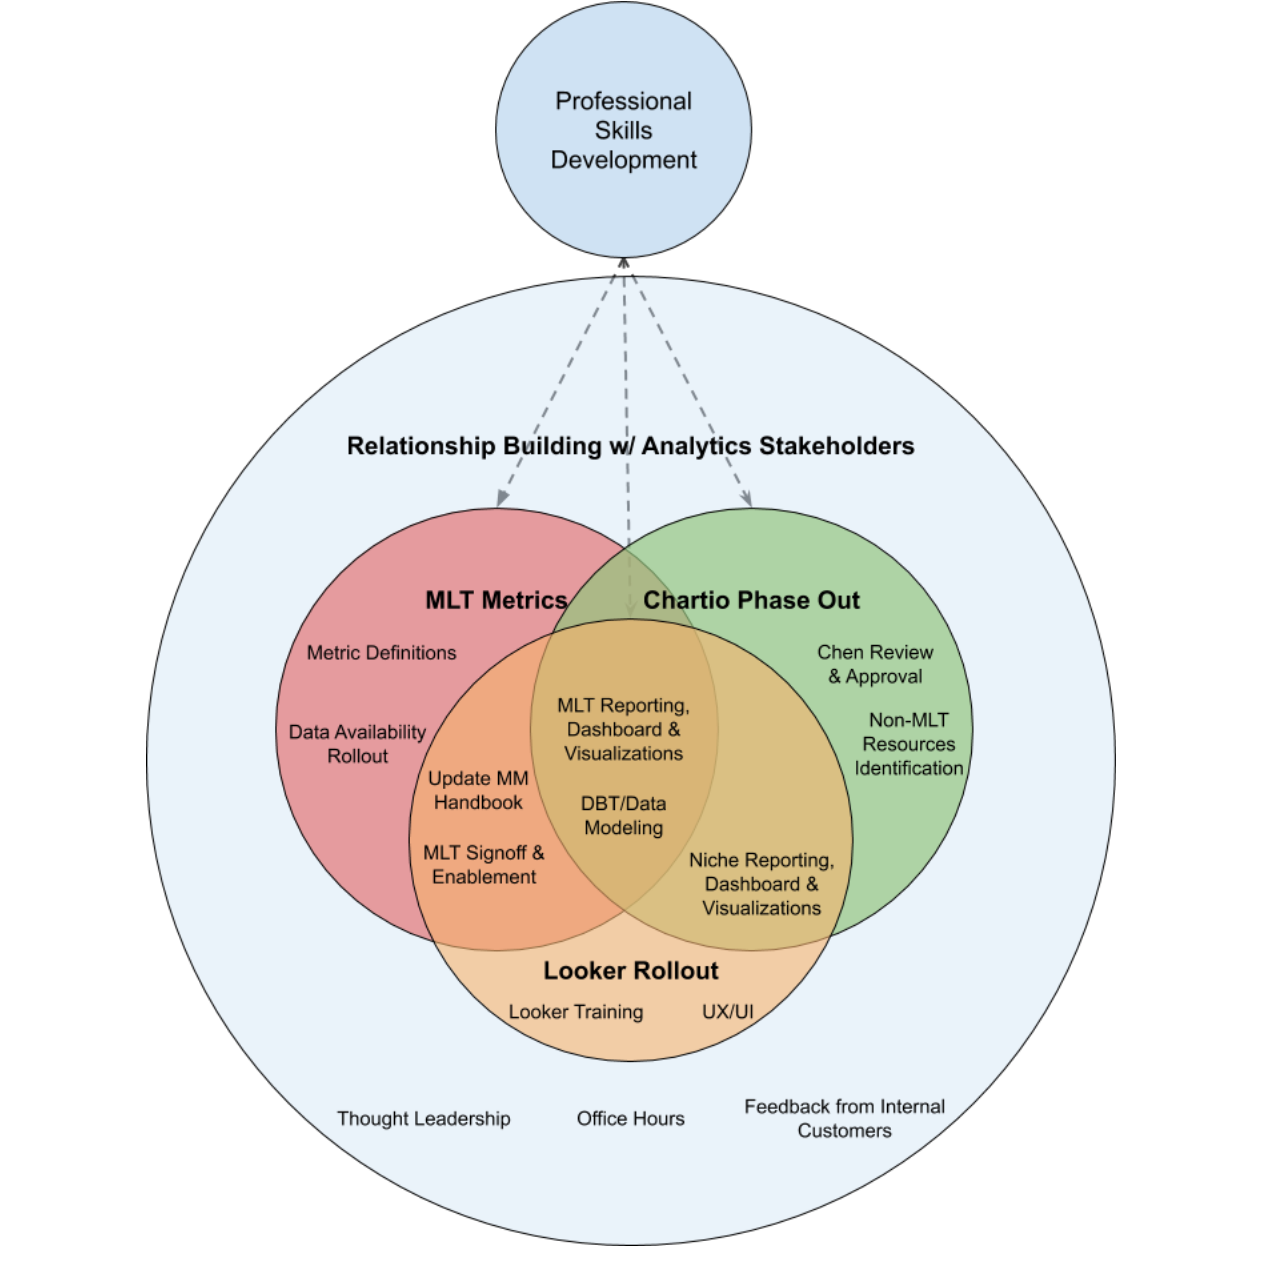 Professional
Skills
Development
Relationship Building w/ Analytics Stakeholders
MLT Metrics
Chartio Phase Out
Metric Definitions
Chen Review
& Approval
Data Availability
Rollout
Non-MLT
Resources
Identification
MLT Reporting,
Dashboard &
Visualizations
Update MM
Handbook
DBT/Data
Modeling
MLT Signoff &
Enablement
Niche Reporting,
Dashboard &
Visualizations
Looker Rollout
Looker Training
UX/UI
Thought Leadership
Office Hours
Feedback from Internal
Customers